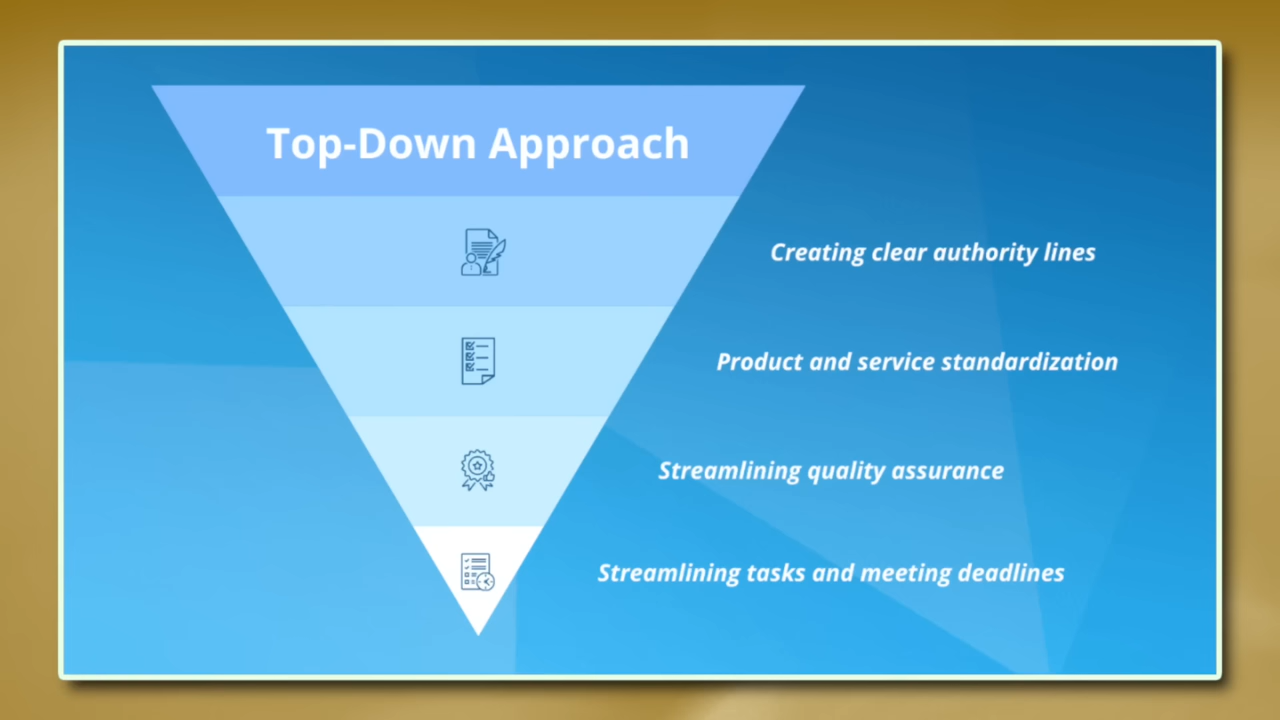 Top-Down Approach
Creating clear authority lines
Product and service standardization
Streamlining quality assurance
Streamlining tasks and meeting deadlines